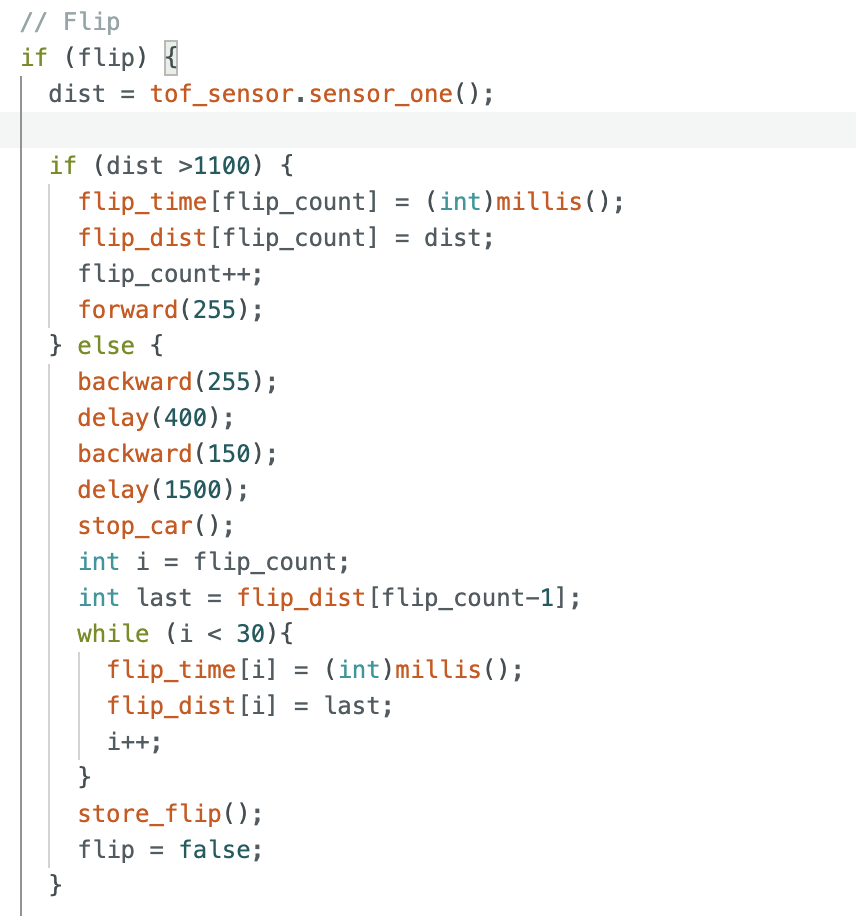 // Flip
if (flip) {
  dist = tof_sensor.sensor_one();

  if (dist >1100) {
    flip_time[flip_count] = (int)millis();
    flip_dist[flip_count] = dist;
    flip_count++;
    forward(255);
  } else {
    backward(255);
    delay(400);
    backward(150);
    delay(1500);
    stop_car();
    int i = flip_count;
    int last = flip_dist[flip_count-1];
    while (i < 30){
      flip_time[i] = (int)millis();
      flip_dist[i] = last;
      i++;
    }
    store_flip();
    flip = false;
  }